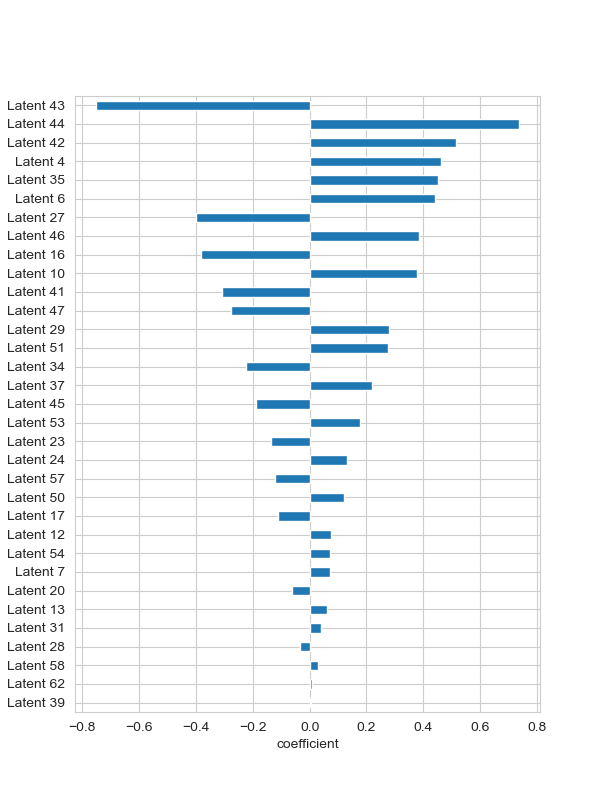 Latent 43
Latent 44
Latent 42
Latent 4
Latent 35
Latent 6
Latent 27
Latent 46
Latent 16
Latent 10
Latent 41
Latent 47
Latent 29
Latent 51
Latent 34
Latent 37
Latent 45
Latent 53
Latent 23
Latent 24
Latent 57
Latent 50
Latent 17
Latent 12
Latent 54
Latent 7
Latent 20
Latent 13
Latent 31
Latent 28
Latent 58
Latent 62
Latent 39
−0.8 −0.6 −0.4 −0.2 0.0 0.2 0.4 0.6 0.8
coefficient